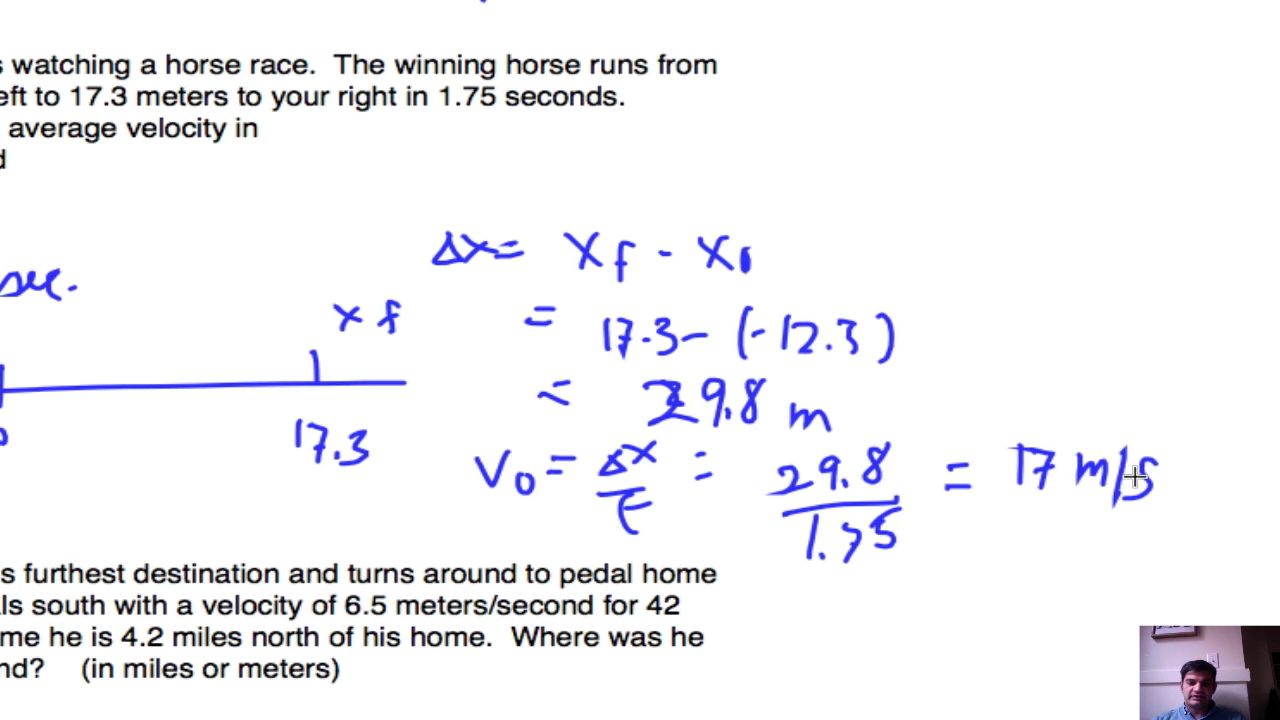 s watching a horse race. The winning horse runs from
eft to 17.3 meters to your right in 1.75 seconds.
average velocity in
d
Δx = Xf - X0
sec.
xf
= 17.3 - (-12.3)
= 29.8 m
17.3
V0 = Δx/t = 29.8/1.75 = 17 m/s
s furthest destination and turns around to pedal home
ls south with a velocity of 6.5 meters/second for 42
me he is 4.2 miles north of his home. Where was he
nd? (in miles or meters)